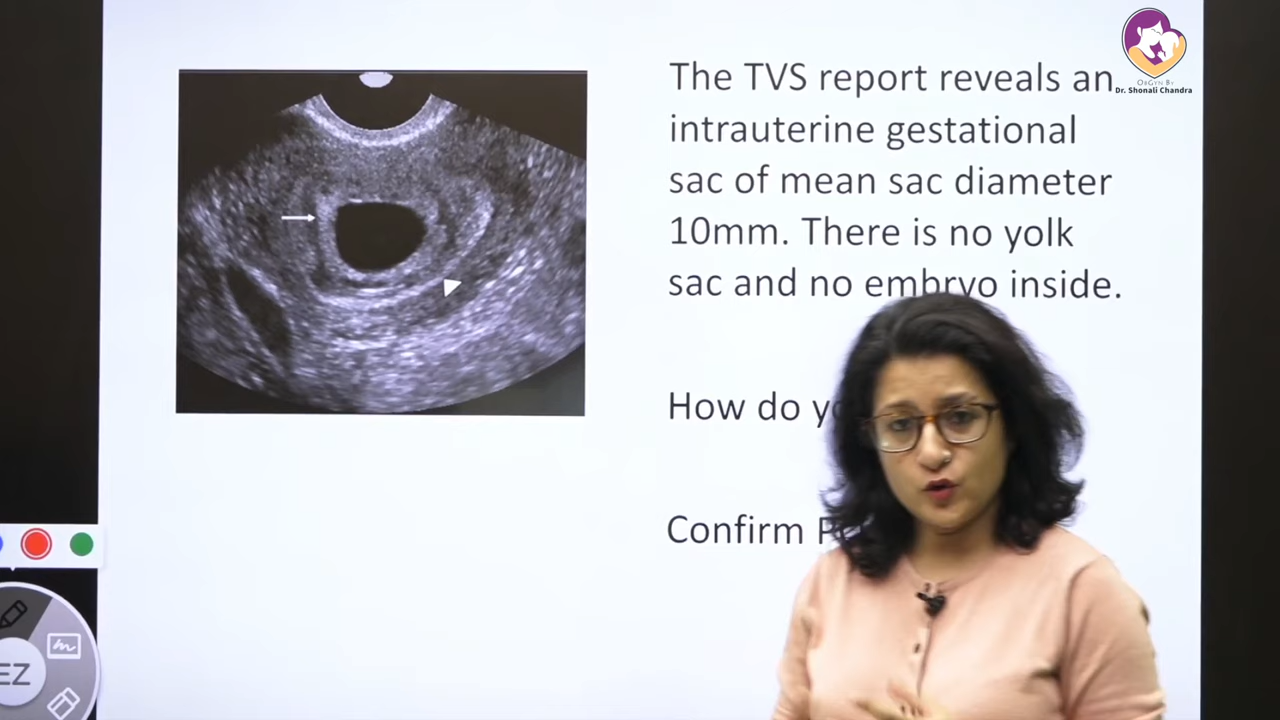 The TVS report reveals an
intrauterine gestational
sac of mean sac diameter
10mm. There is no yolk
sac and no embryo inside.
How do
Confirm
OBGYN By
Dr. Shonali Chandra
EZ